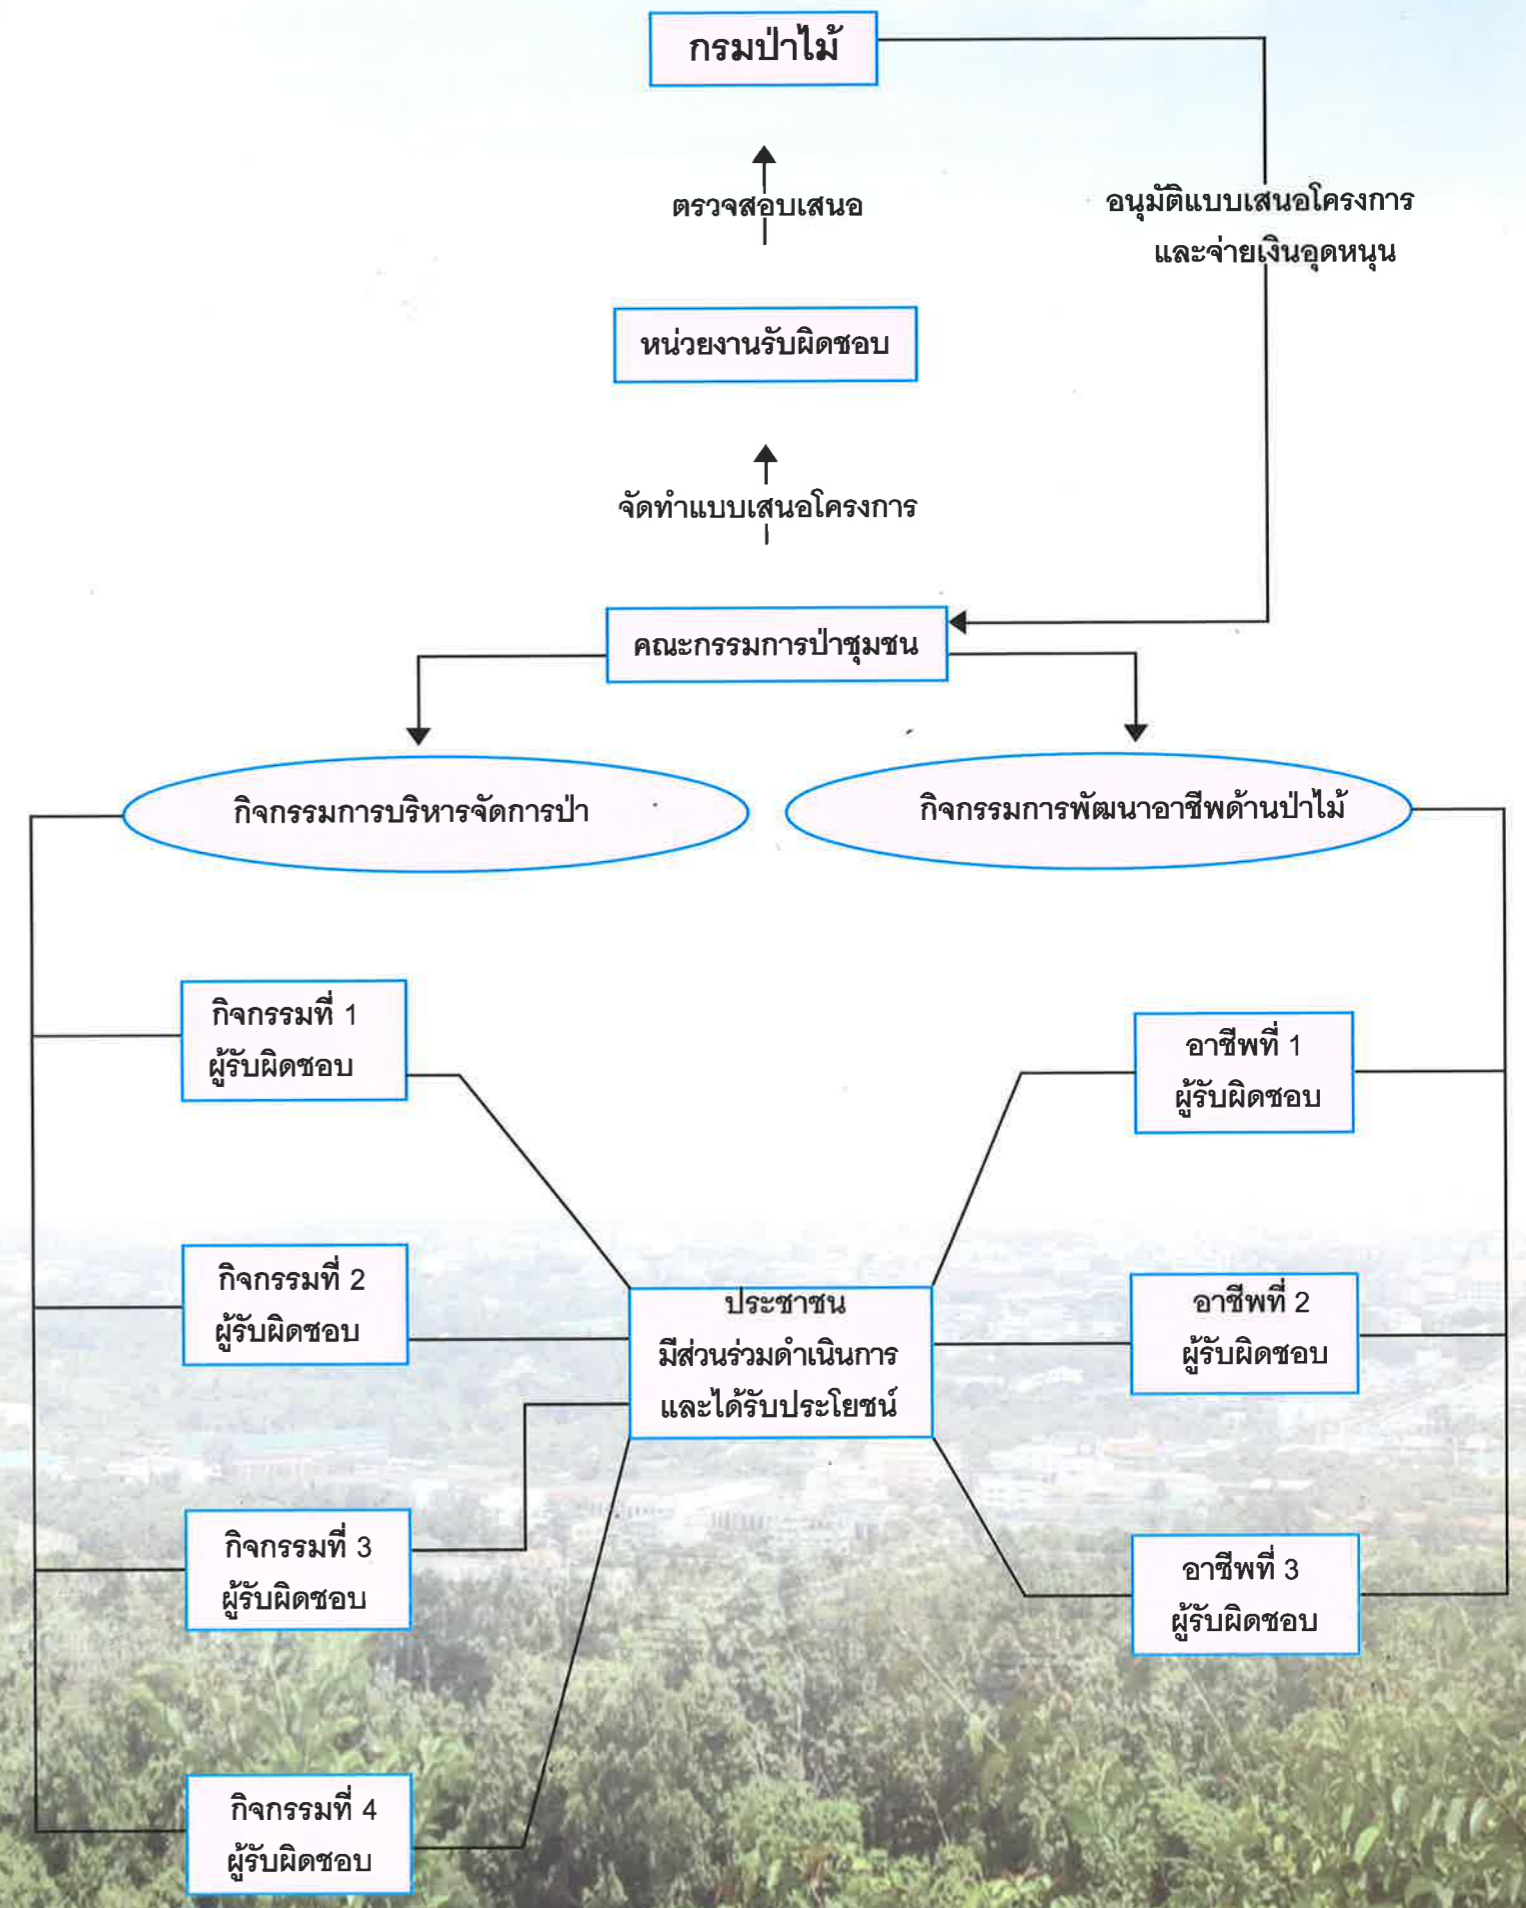 กรมป่าไม้
ตรวจสอบเสนอ
อนุมัติแบบเสนอโครงการ
และจ่ายเงินอุดหนุน
หน่วยงานรับผิดชอบ
จัดทำแบบเสนอโครงการ
คณะกรรมการป่าชุมชน
กิจกรรมการบริหารจัดการป่า
กิจกรรมการพัฒนาอาชีพด้านป่าไม้
กิจกรรมที่ 1
ผู้รับผิดชอบ
อาชีพที่ 1
ผู้รับผิดชอบ
กิจกรรมที่ 2
ผู้รับผิดชอบ
ประชาชน
มีส่วนร่วมดำเนินการ
และได้รับประโยชน์
อาชีพที่ 2
ผู้รับผิดชอบ
กิจกรรมที่ 3
ผู้รับผิดชอบ
อาชีพที่ 3
ผู้รับผิดชอบ
กิจกรรมที่ 4
ผู้รับผิดชอบ